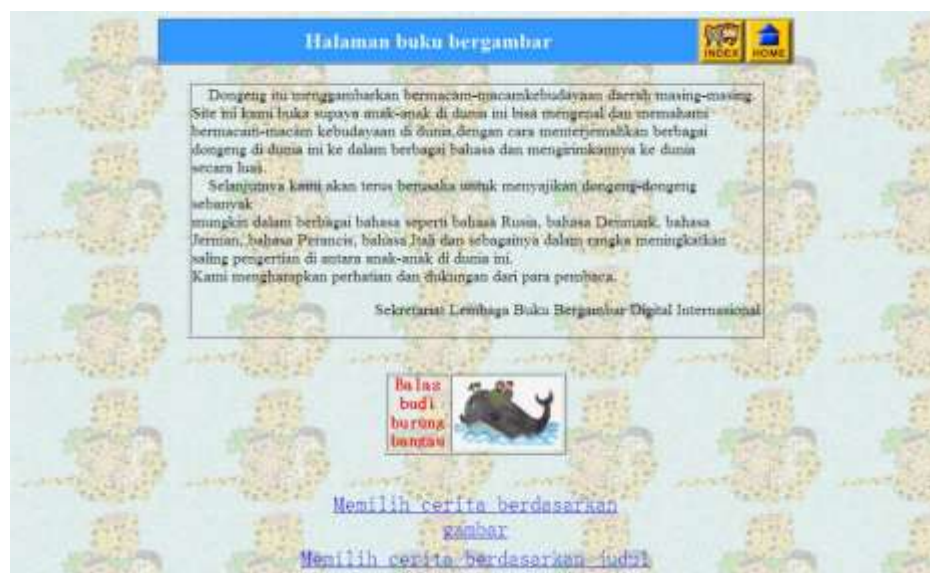 Halaman buku bergambar
INDEX
HOME
Dongeng itu menggambarkan bermacam-macamkebudayaan daerah masing-masing.
Site ini kami buka supaya anak-anak di dunia ini bisa mengenal dan memahami
bermacam-macam kebudayaan di dunia,dengan cara menterjemahkan berbagai
dongeng di dunia ini ke dalam berbagai bahasa dan mengirimkannya ke dunia
secara luas.
Selanjutnya kami akan terus berusaha untuk menyajikan dongeng-dongeng
sebanyak
mungkin dalam berbagai bahasa seperti bahasa Rusia, bahasa Denmark, bahasa
Jerman, bahasa Perancis, bahasa Itali dan sebagainya dalam rangka meningkatkan
saling pengertian di antara anak-anak di dunia ini.
Kami mengharapkan perhatian dan dukungan dari para pembaca.
Sekretariat Lembaga Buku Bergambar Digital Internasional
Balas
budi
burung
bangau
Memilih cerita berdasarkan
gambar
Memilih cerita berdasarkan judul